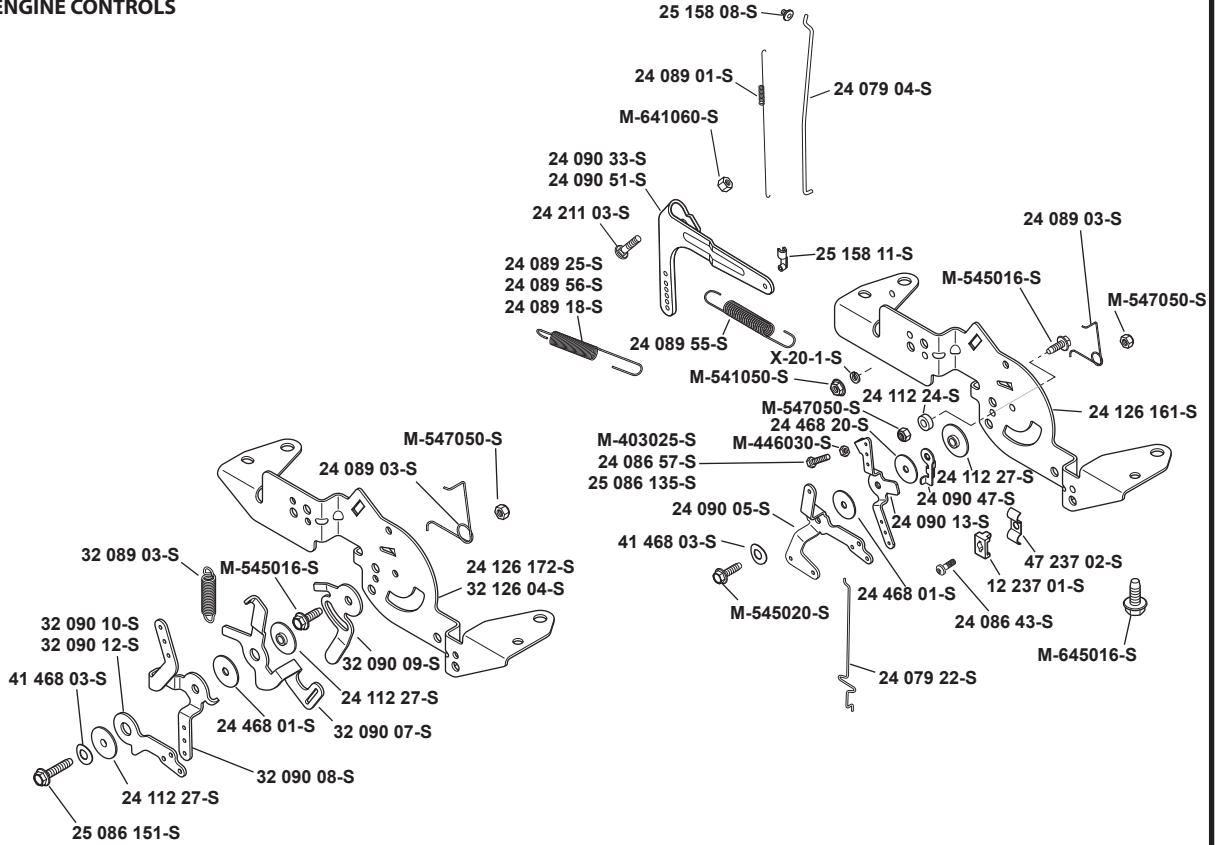 ENGINE CONTROLS
25 158 08-S
24 089 01-S
24 079 04-S
M-641060-S
24 090 33-S
24 090 51-S
24 211 03-S
24 089 03-S
25 158 11-S
24 089 25-S
24 089 56-S
24 089 18-S
M-545016-S
M-547050-S
24 089 55-S
X-20-1-S
M-541050-S
24 112 24-S
M-547050-S
24 126 161-S
24 468 20-S
M-403025-S
M-446030-S
24 086 57-S
25 086 135-S
24 112 27-S
24 090 47-S
24 090 05-S
24 090 13-S
41 468 03-S
47 237 02-S
12 237 01-S
M-545020-S
24 468 01-S
24 086 43-S
M-645016-S
24 079 22-S
M-547050-S
24 089 03-S
32 089 03-S
M-545016-S
24 126 172-S
32 126 04-S
32 090 10-S
32 090 12-S
32 090 09-S
41 468 03-S
24 112 27-S
24 468 01-S
32 090 07-S
32 090 08-S
24 112 27-S
25 086 151-S